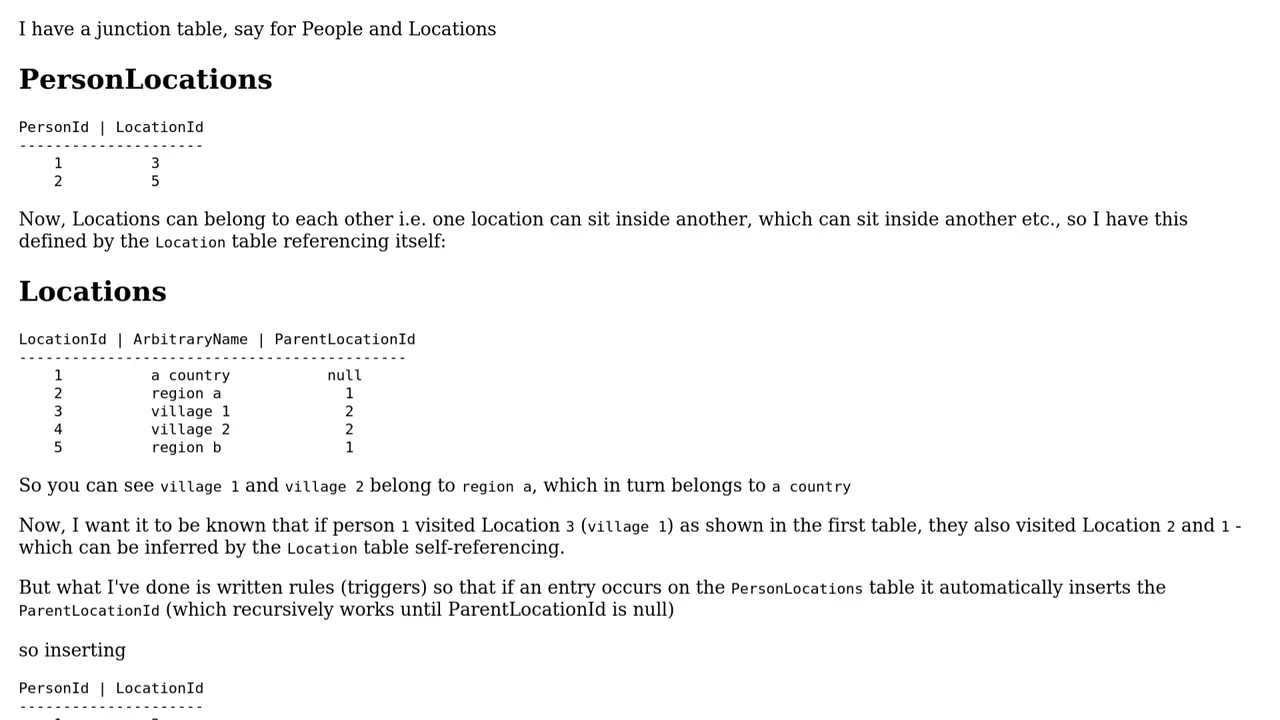 I have a junction table, say for People and Locations
PersonLocations
PersonId | LocationId
---------------------
    1          3
    2          5
Now, Locations can belong to each other i.e. one location can sit inside another, which can sit inside another etc., so I have this
defined by the Location table referencing itself:
Locations
LocationId | ArbitraryName | ParentLocationId
--------------------------------------------
    1          a country           null
    2          region a             1
    3          village 1             2
    4          village 2             2
    5          region b             1
So you can see village 1 and village 2 belong to region a, which in turn belongs to a country
Now, I want it to be known that if person 1 visited Location 3 (village 1) as shown in the first table, they also visited Location 2 and 1 -
which can be inferred by the Location table self-referencing.
But what I've done is written rules (triggers) so that if an entry occurs on the PersonLocations table it automatically inserts the
ParentLocationId (which recursively works until ParentLocationId is null)
so inserting
PersonId | LocationId
---------------------